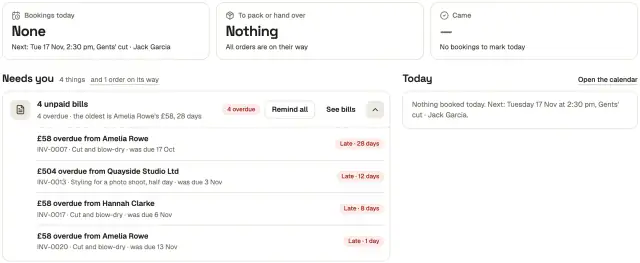 Bookings today
None
Next: Tue 17 Nov, 2:30 pm, Gents' cut · Jack Garcia
To pack or hand over
Nothing
All orders are on their way
Came
—
No bookings to mark today
Needs you 4 things and 1 order on its way
4 unpaid bills
4 overdue · the oldest is Amelia Rowe's £58, 28 days
4 overdue Remind all See bills
£58 overdue from Amelia Rowe
INV-0007 · Cut and blow-dry · was due 17 Oct
Late · 28 days
£504 overdue from Quayside Studio Ltd
INV-0013 · Styling for a photo shoot, half day · was due 3 Nov
Late · 12 days
£58 overdue from Hannah Clarke
INV-0017 · Cut and blow-dry · was due 6 Nov
Late · 8 days
£58 overdue from Amelia Rowe
INV-0020 · Cut and blow-dry · was due 13 Nov
Late · 1 day
Today
Open the calendar
Nothing booked today. Next: Tuesday 17 Nov at 2:30 pm, Gents'
cut · Jack Garcia.